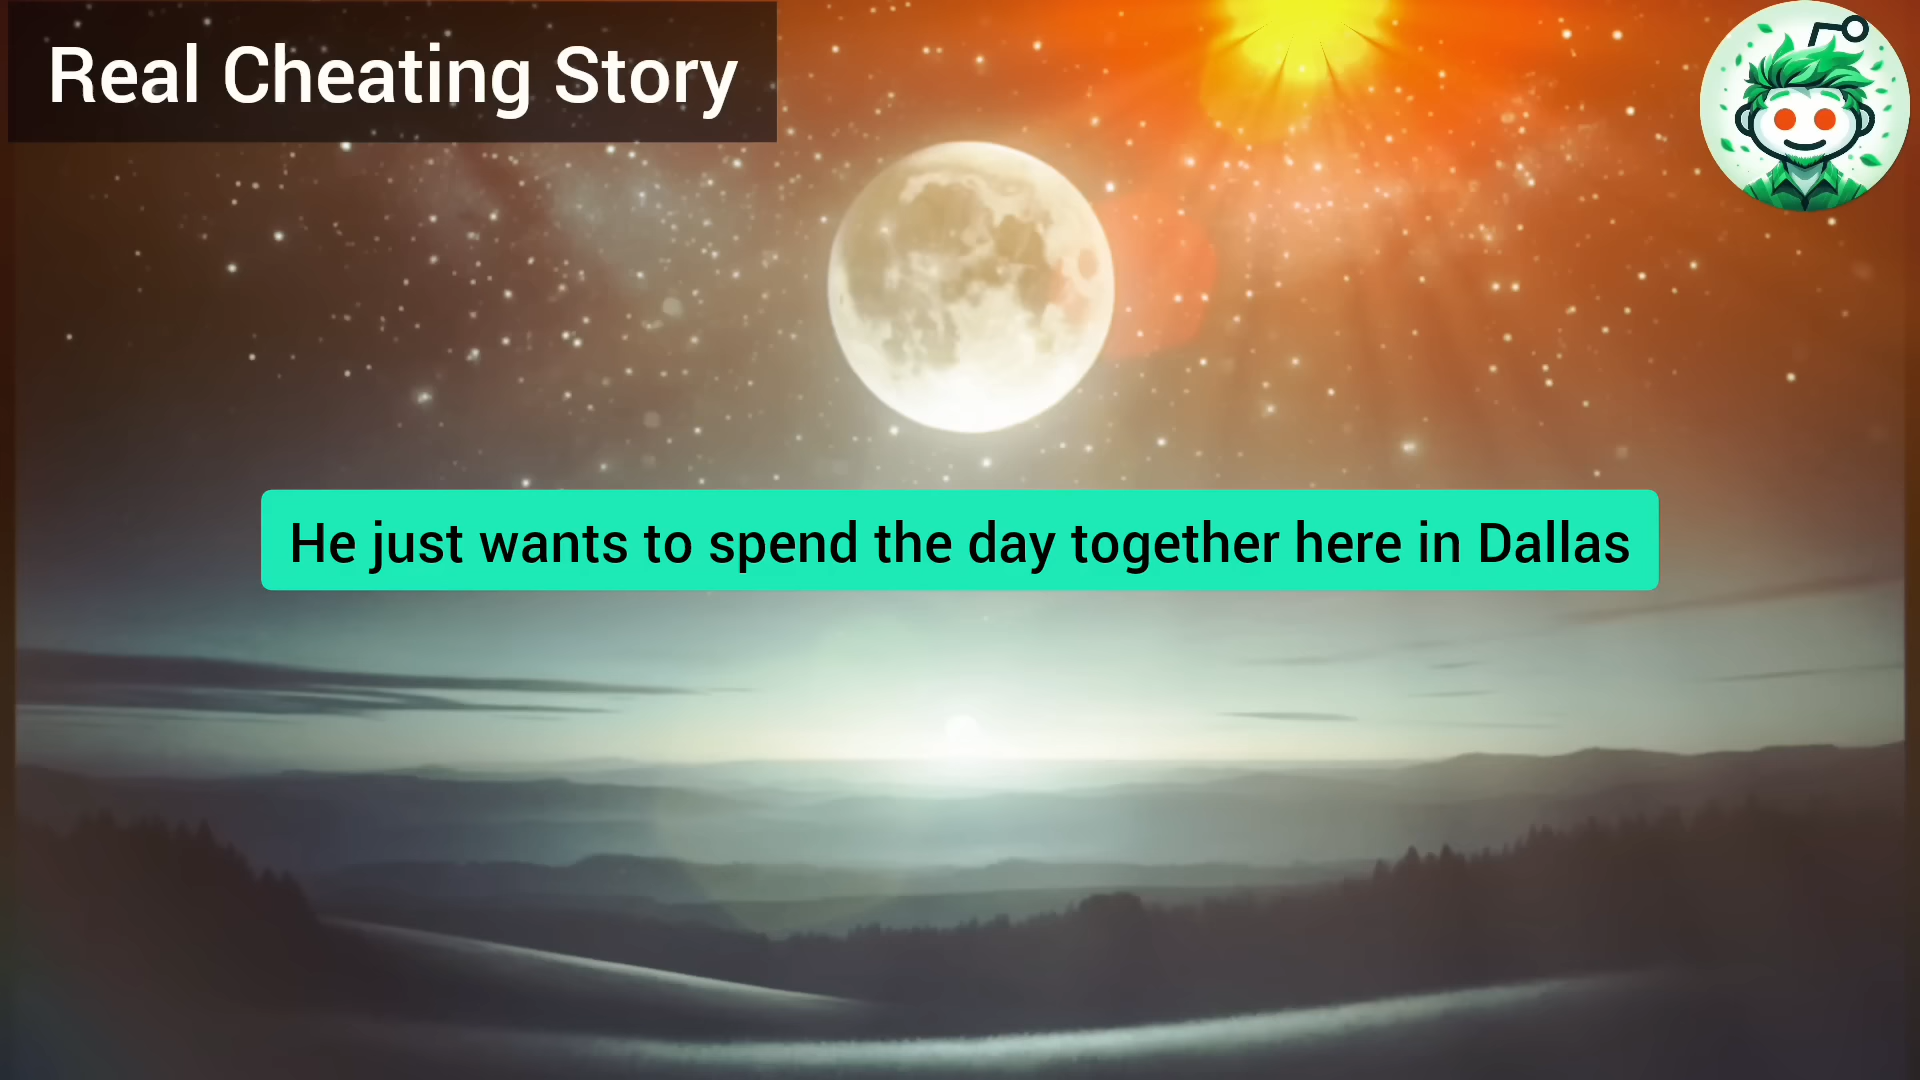 Real Cheating Story
He just wants to spend the day together here in Dallas